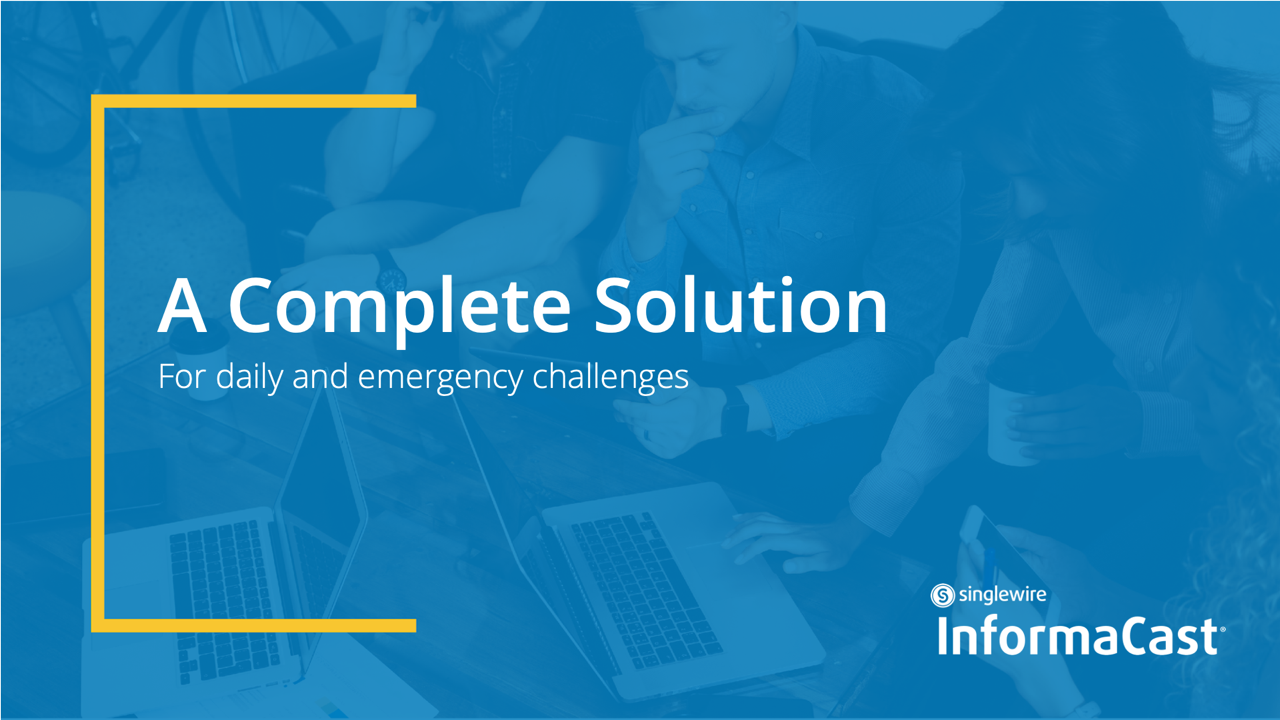 A Complete Solution
For daily and emergency challenges
singlewire
InformaCast®